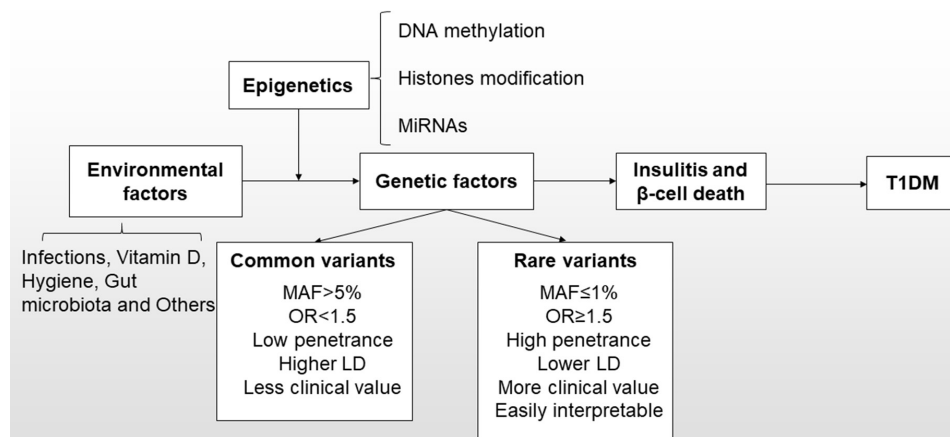 DNA methylation
Epigenetics
Histones modification
MiRNAs
Environmental
factors
Genetic factors
Insulitis and
β-cell death
T1DM
Infections, Vitamin D,
Hygiene, Gut
microbiota and Others
Common variants
MAF>5%
OR<1.5
Low penetrance
Higher LD
Less clinical value
Rare variants
MAF≤1%
OR≥1.5
High penetrance
Lower LD
More clinical value
Easily interpretable